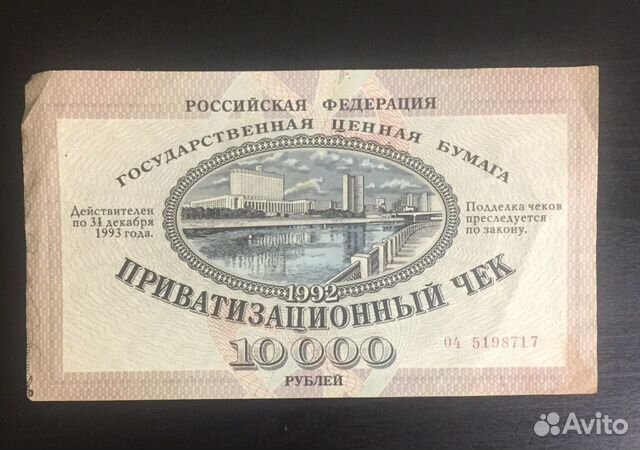 РОССИЙСКАЯ ФЕДЕРАЦИЯ
ГОСУДАРСТВЕННАЯ ЦЕННАЯ БУМАГА
Действителен
по 31 декабря
1993 года.
Подделка чеков
преследуется
по закону.
1992
ПРИВАТИЗАЦИОННЫЙ ЧЕК
10000
04 5198717
РУБЛЕЙ
Avito